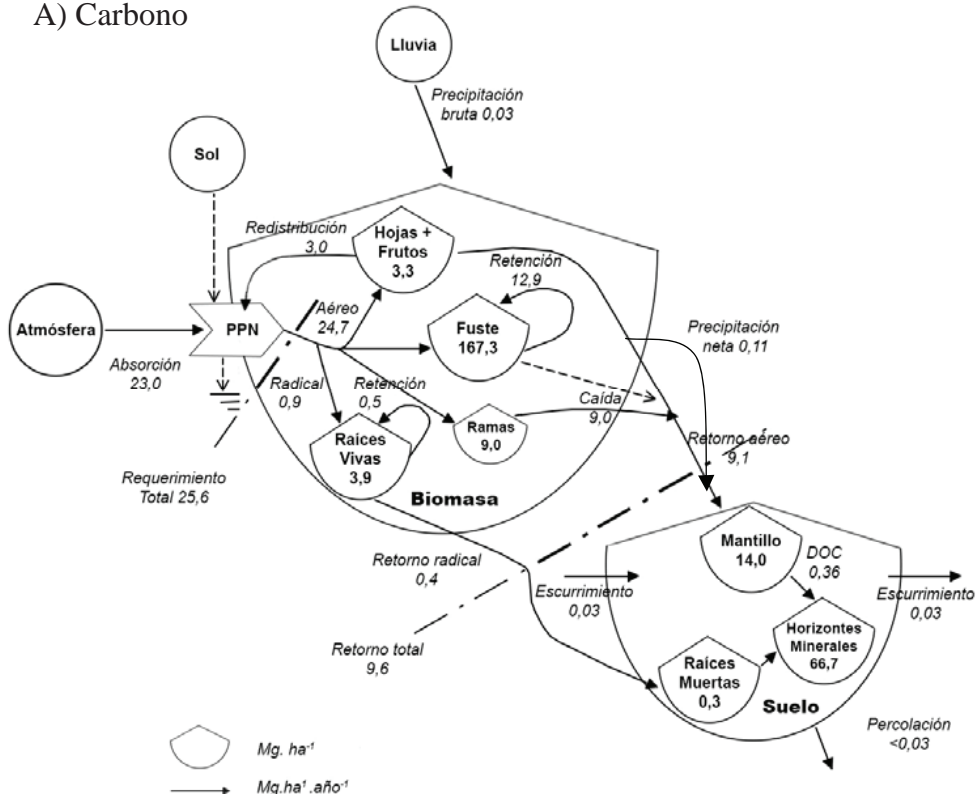 A) Carbono
Lluvia
Precipitación
bruta 0,03
Sol
Redistribución
3,0
Hojas +
Frutos
3,3
Retención
12,9
Atmósfera
PPN
Aéreo
24,7
Fuste
167,3
Precipitación
neta 0,11
Absorción
23,0
Radical
0,9
Retención
0,5
Caída
9,0
Ramas
9,0
Retorno aéreo
9,1
Raíces
Vivas
3,9
Requerimiento
Total 25,6
Biomasa
Mantillo
14,0
DOC
0,36
Retorno radical
0,4
Escurrimiento
0,03
Escurrimiento
0,03
Horizontes
Minerales
66,7
Retorno total
9,6
Raíces
Muertas
0,3
Suelo
Percolación
<0,03
Mg. ha-1
Mg.ha1 .año-1